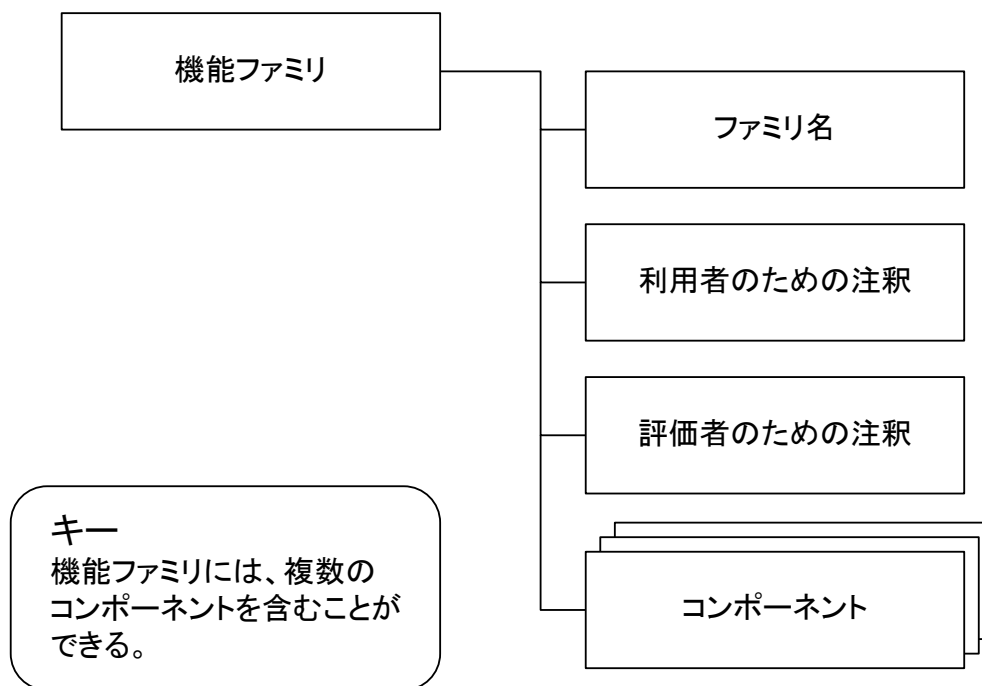 機能ファミリ
ファミリ名
利用者のための注釈
評価者のための注釈
コンポーネント
キー
機能ファミリには、複数の
コンポーネントを含むことが
できる。